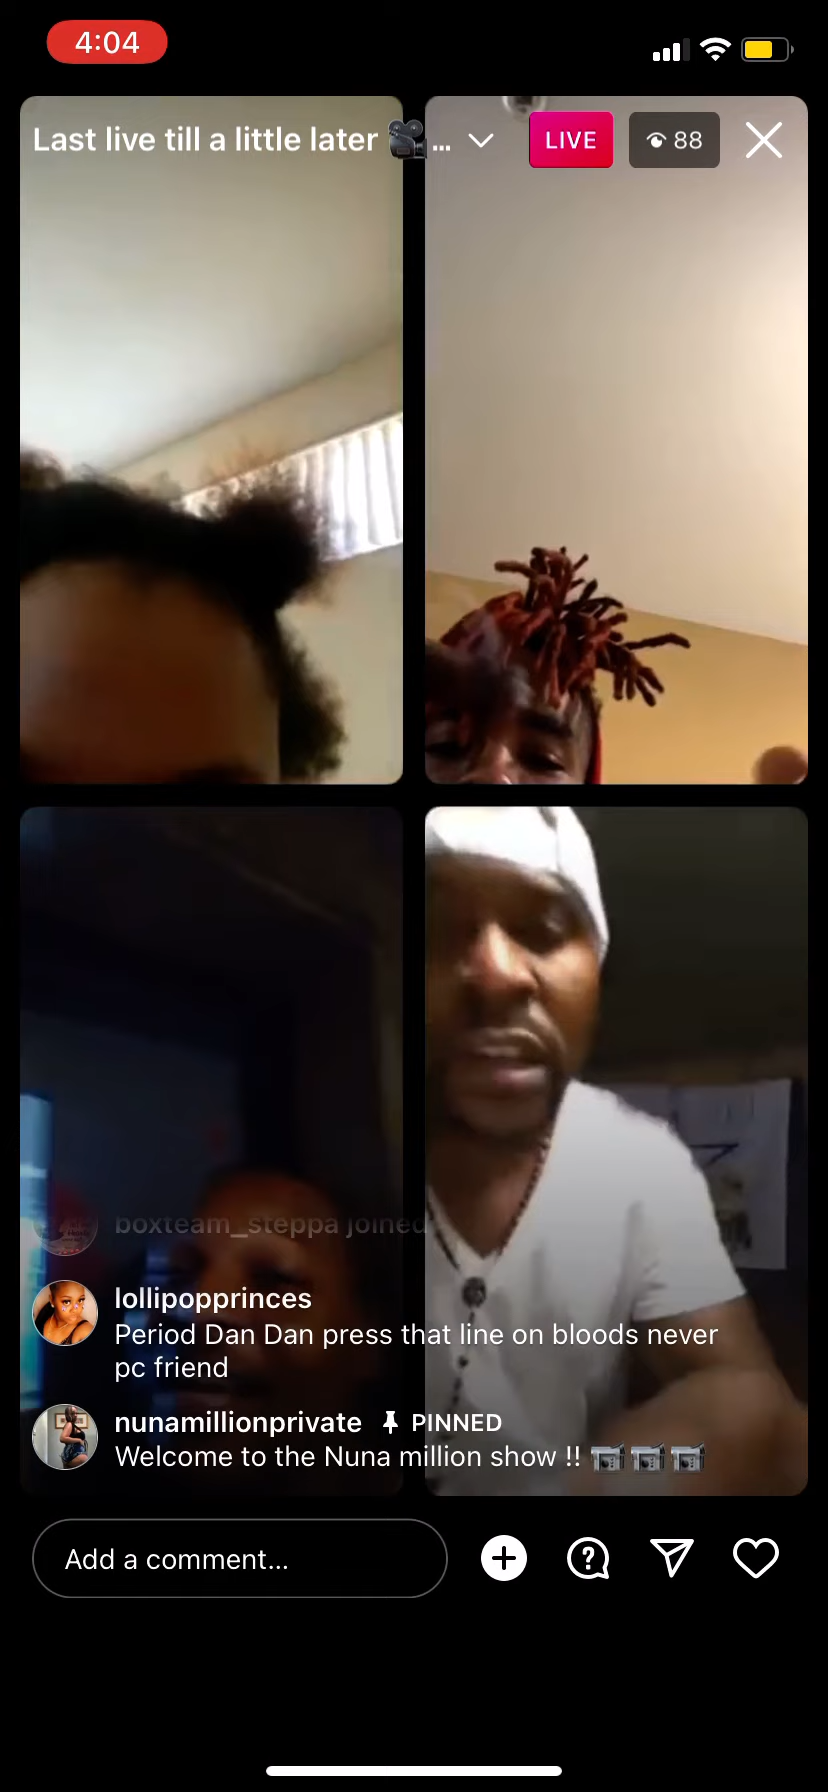 4:04
Last live till a little later 🎥...
LIVE
88
boxteam_steppa joined
lollipopprinces
Period Dan Dan press that line on bloods never
pc friend
nunamillionprivate PINNED
Welcome to the Nuna million show !! 📹📹📹
Add a comment...